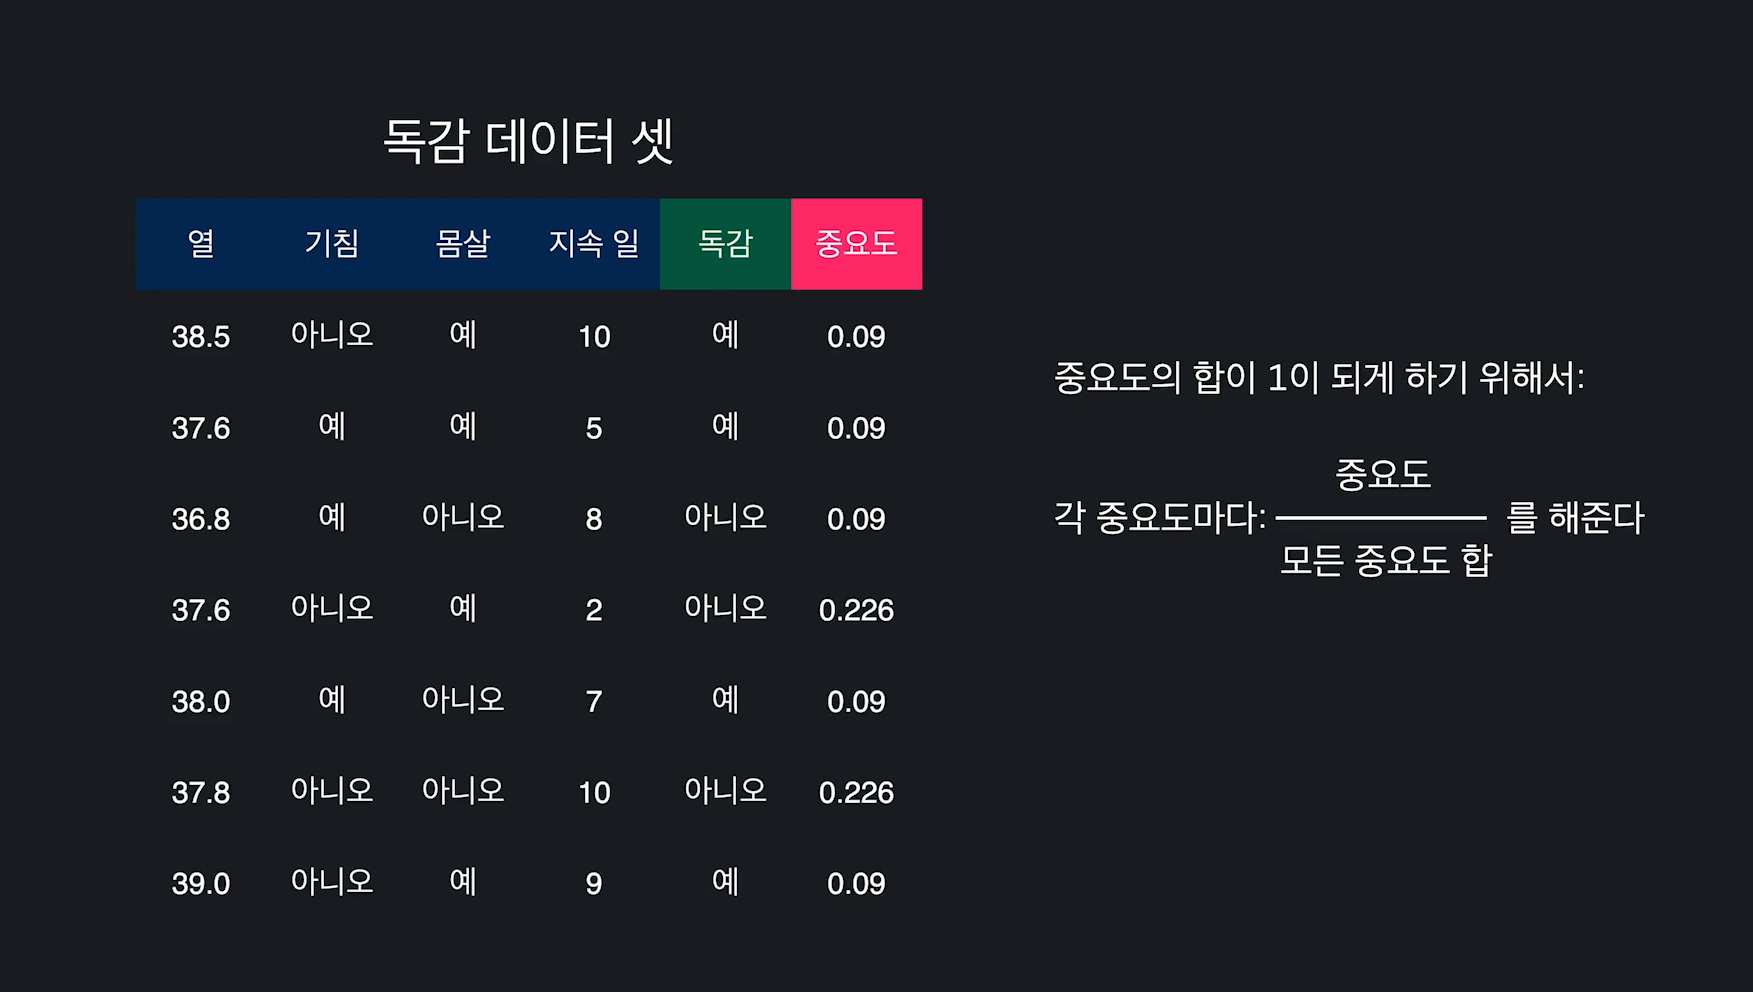 독감 데이터 셋
열 기침 몸살 지속 일 독감 중요도
38.5 아니오 예 10 예 0.09
37.6 예 예 5 예 0.09
36.8 예 아니오 8 아니오 0.09
37.6 아니오 예 2 아니오 0.226
38.0 예 아니오 7 예 0.09
37.8 아니오 아니오 10 아니오 0.226
39.0 아니오 예 9 예 0.09
중요도의 합이 1이 되게 하기 위해서:
중요도
각 중요도마다: 를 해준다
모든 중요도 합